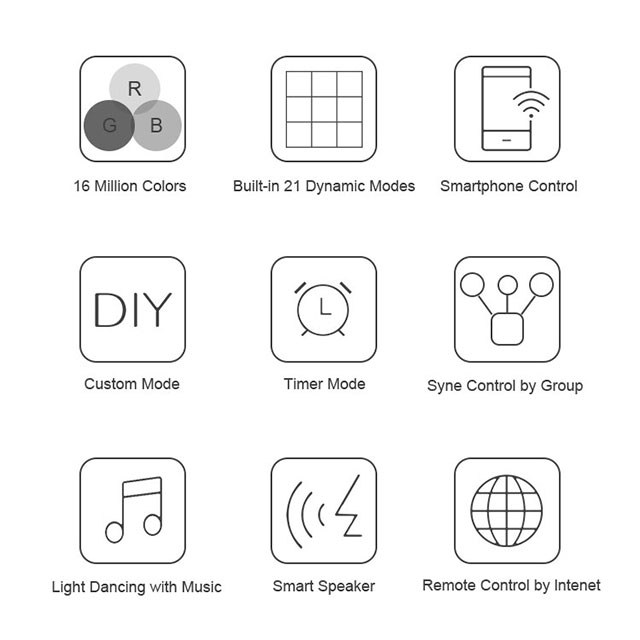 R
G B
16 Million Colors
Built-in 21 Dynamic Modes
Smartphone Control
DIY
Custom Mode
Timer Mode
Syne Control by Group
Light Dancing with Music
Smart Speaker
Remote Control by Intenet